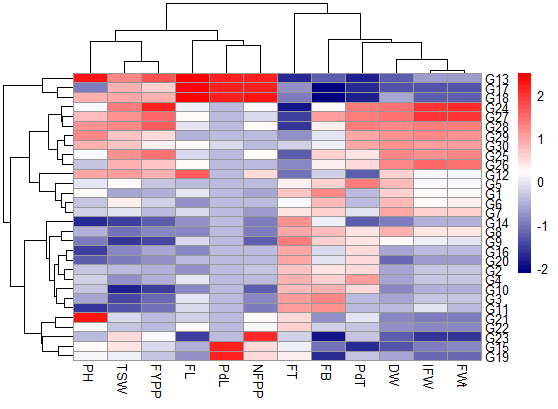 G13
G17
G18
G24
G27
G28
G29
G30
G25
G26
G12
G5
G1
G6
G7
G14
G8
G9
G16
G20
G2
G4
G10
G3
G11
G21
G22
G23
G15
G19
PH TSW FYPP FL PdL NFPP FT FB PdT DW IFW FWt
2
1
0
-1
-2